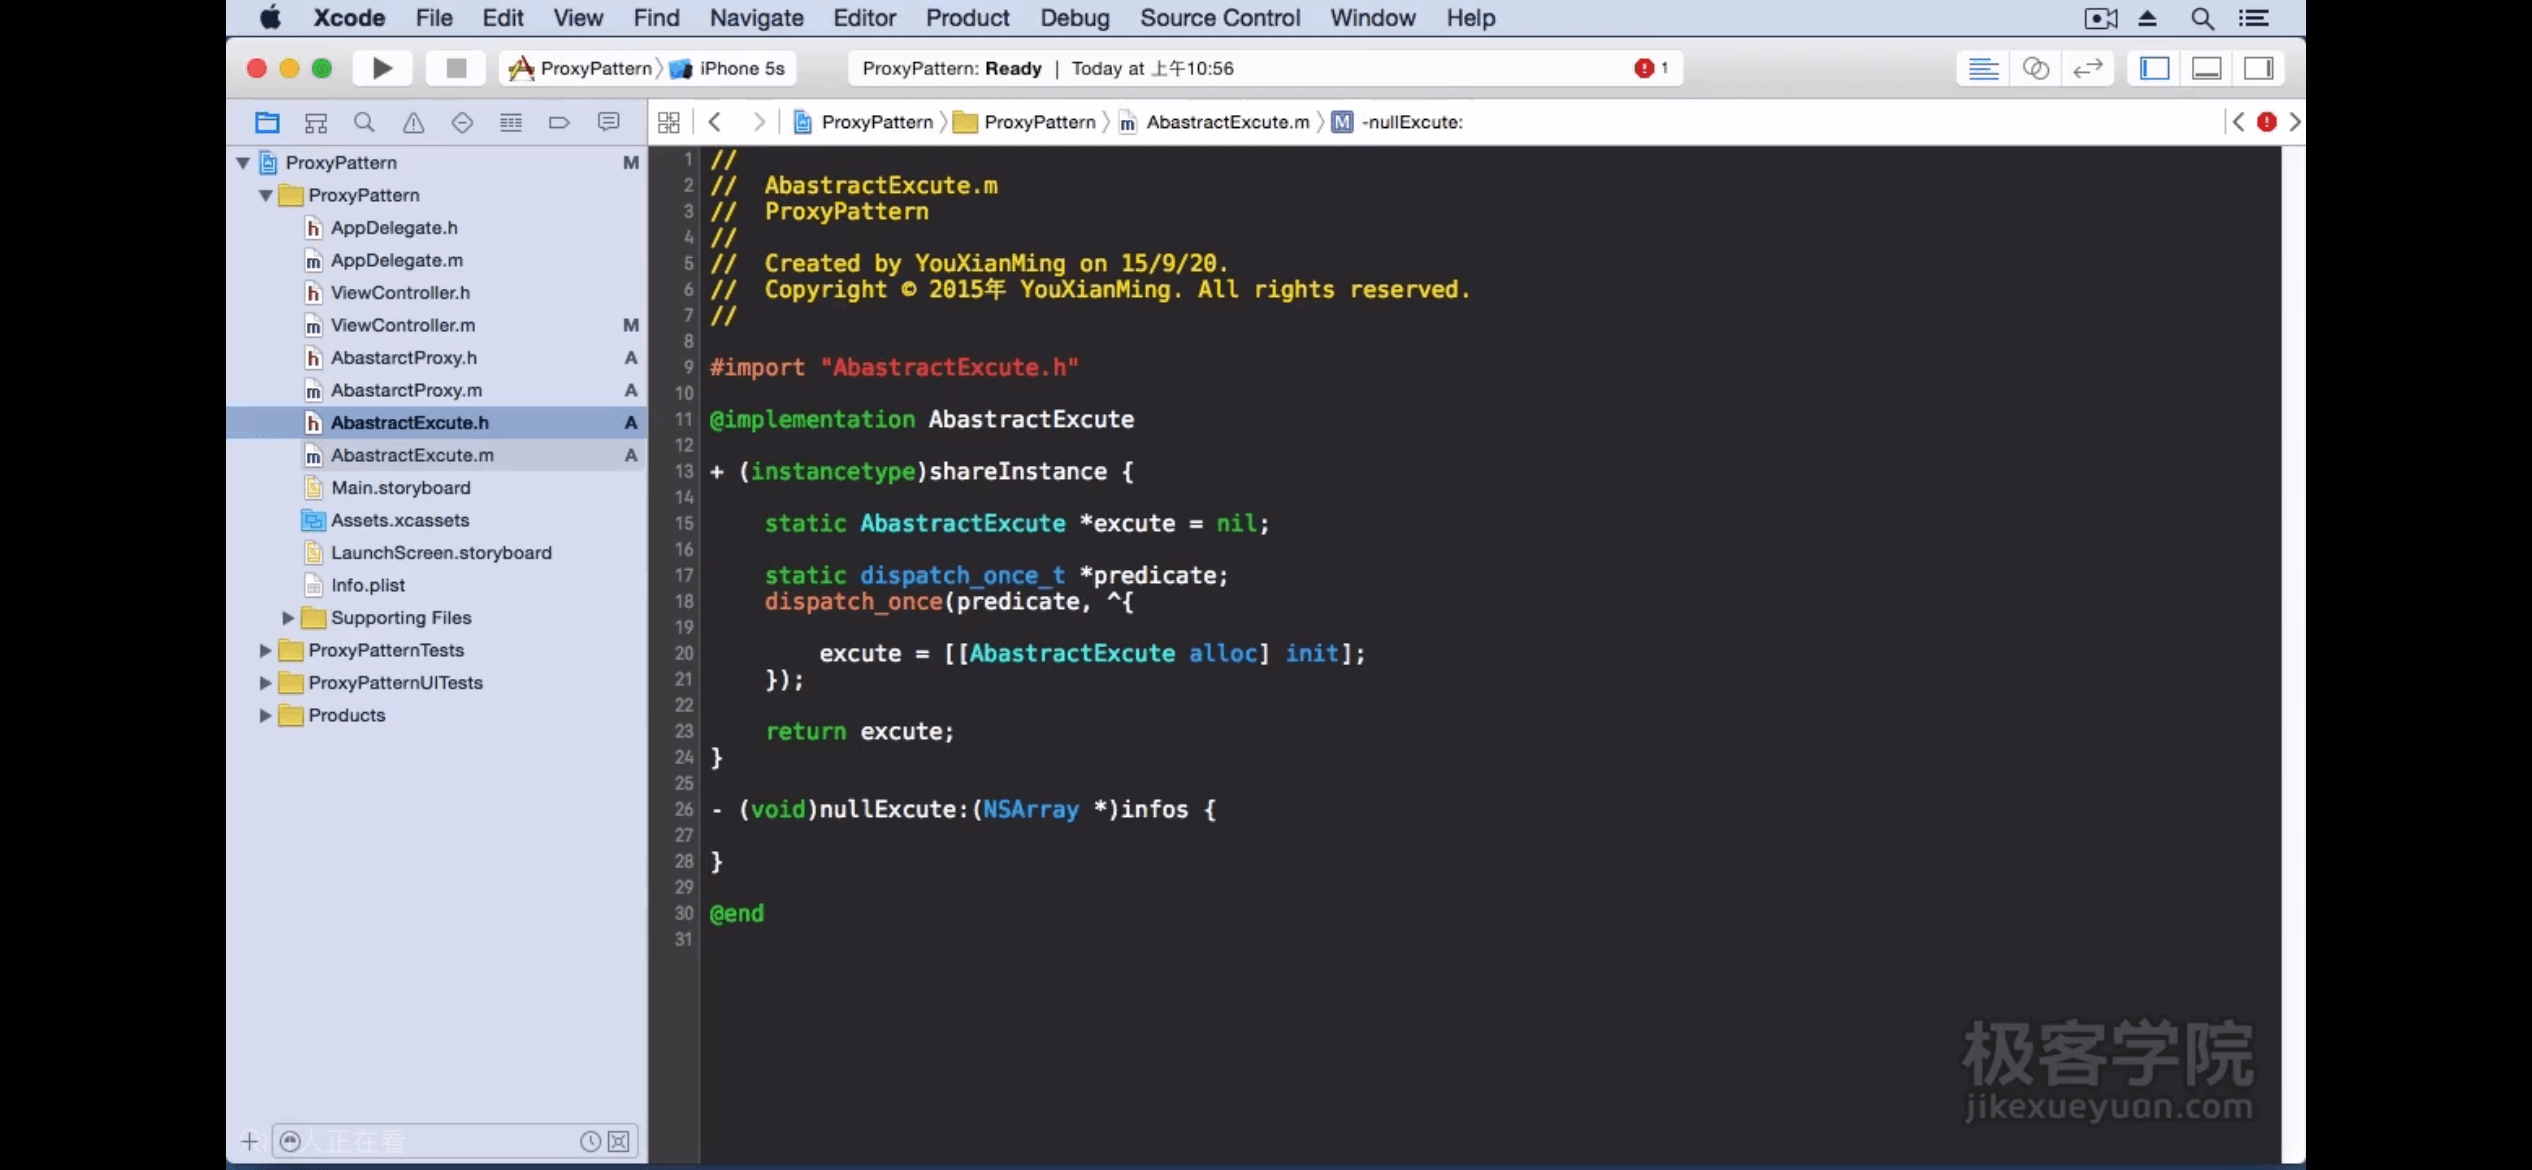 Xcode File Edit View Find Navigate Editor Product Debug Source Control Window Help
ProxyPattern iPhone 5s ProxyPattern: Ready | Today at 上午10:56 1
ProxyPattern ProxyPattern AbastractExcute.m -nullExcute:
ProxyPattern M
ProxyPattern
AppDelegate.h
AppDelegate.m
ViewController.h
ViewController.m M
AbastarctProxy.h A
AbastarctProxy.m A
AbastractExcute.h A
AbastractExcute.m A
Main.storyboard
Assets.xcassets
LaunchScreen.storyboard
Info.plist
Supporting Files
ProxyPatternTests
ProxyPatternUITests
Products
1 //
2 //  AbastractExcute.m
3 //  ProxyPattern
4 //
5 //  Created by YouXianMing on 15/9/20.
6 //  Copyright © 2015年 YouXianMing. All rights reserved.
7 //
8
9 #import "AbastractExcute.h"
10
11 @implementation AbastractExcute
12
13 + (instancetype)shareInstance {
14
15     static AbastractExcute *excute = nil;
16
17     static dispatch_once_t *predicate;
18     dispatch_once(predicate, ^{
19
20         excute = [[AbastractExcute alloc] init];
21     });
22
23     return excute;
24 }
25
26 - (void)nullExcute:(NSArray *)infos {
27
28 }
29
30 @end
31
极客学院
jikexueyuan.com
人正在看